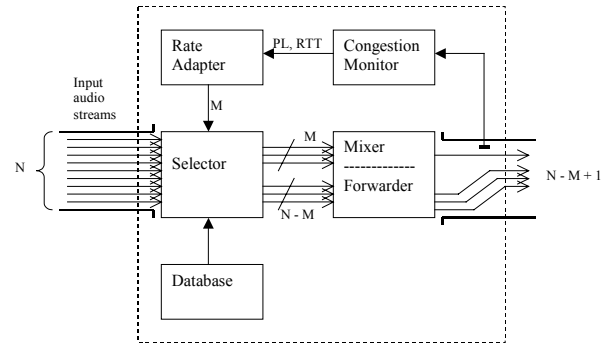 Rate
Adapter
PL, RTT
Congestion
Monitor
Input
audio
streams
M
N
Selector
M
N - M
Mixer
-------------
Forwarder
N - M + 1
Database